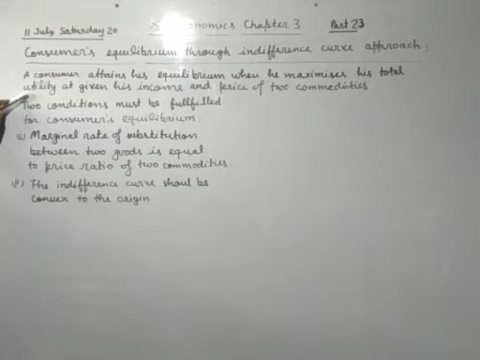 11 July Saturday 20 Economics Chapter 3 Part 23
Consumer's equilibrium through indifference curve approach:
A consumer attains his equilibrium when he maximises his total
utility at given his income and price of two commodities
Two conditions must be fullfilled
for consumer's equilibrium:
Marginal rate of substitution
between two goods is equal
to price ratio of two commodities.
The indifference curve shoul be
convex to the origin